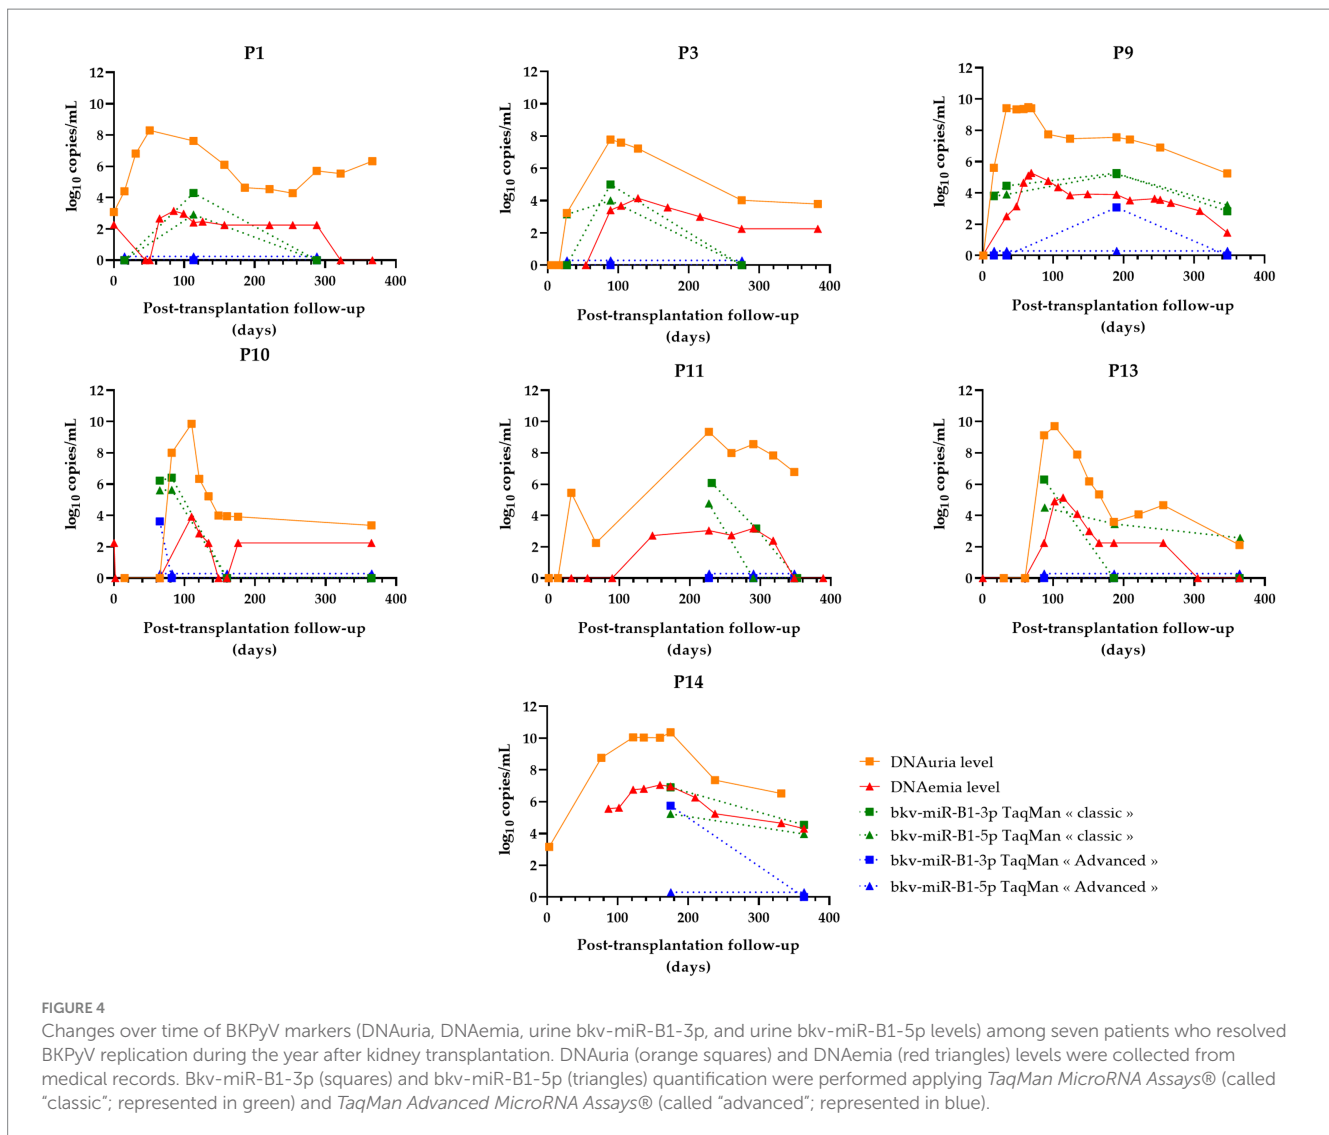 P1
12
10
8
6
4
2
0
log10 copies/mL
0 100 200 300 400
Post-transplantation follow-up
(days)
P3
12
10
8
6
4
2
0
log10 copies/mL
0 100 200 300 400
Post-transplantation follow-up
(days)
P9
12
10
8
6
4
2
0
log10 copies/mL
0 100 200 300 400
Post-transplantation follow-up
(days)
P10
12
10
8
6
4
2
0
log10 copies/mL
0 100 200 300 400
Post-transplantation follow-up
(days)
P11
12
10
8
6
4
2
0
log10 copies/mL
0 100 200 300 400
Post-transplantation follow-up
(days)
P13
12
10
8
6
4
2
0
log10 copies/mL
0 100 200 300 400
Post-transplantation follow-up
(days)
P14
12
10
8
6
4
2
0
log10 copies/mL
0 100 200 300 400
Post-transplantation follow-up
(days)
DNAuria level
DNAemia level
bkv-miR-B1-3p TaqMan « classic »
bkv-miR-B1-5p TaqMan « classic »
bkv-miR-B1-3p TaqMan « Advanced »
bkv-miR-B1-5p TaqMan « Advanced »
FIGURE 4
Changes over time of BKPyV markers (DNAuria, DNAemia, urine bkv-miR-B1-3p, and urine bkv-miR-B1-5p levels) among seven patients who resolved
BKPyV replication during the year after kidney transplantation. DNAuria (orange squares) and DNAemia (red triangles) levels were collected from
medical records. Bkv-miR-B1-3p (squares) and bkv-miR-B1-5p (triangles) quantification were performed applying TaqMan MicroRNA Assays® (called
“classic”; represented in green) and TaqMan Advanced MicroRNA Assays® (called “advanced”; represented in blue).